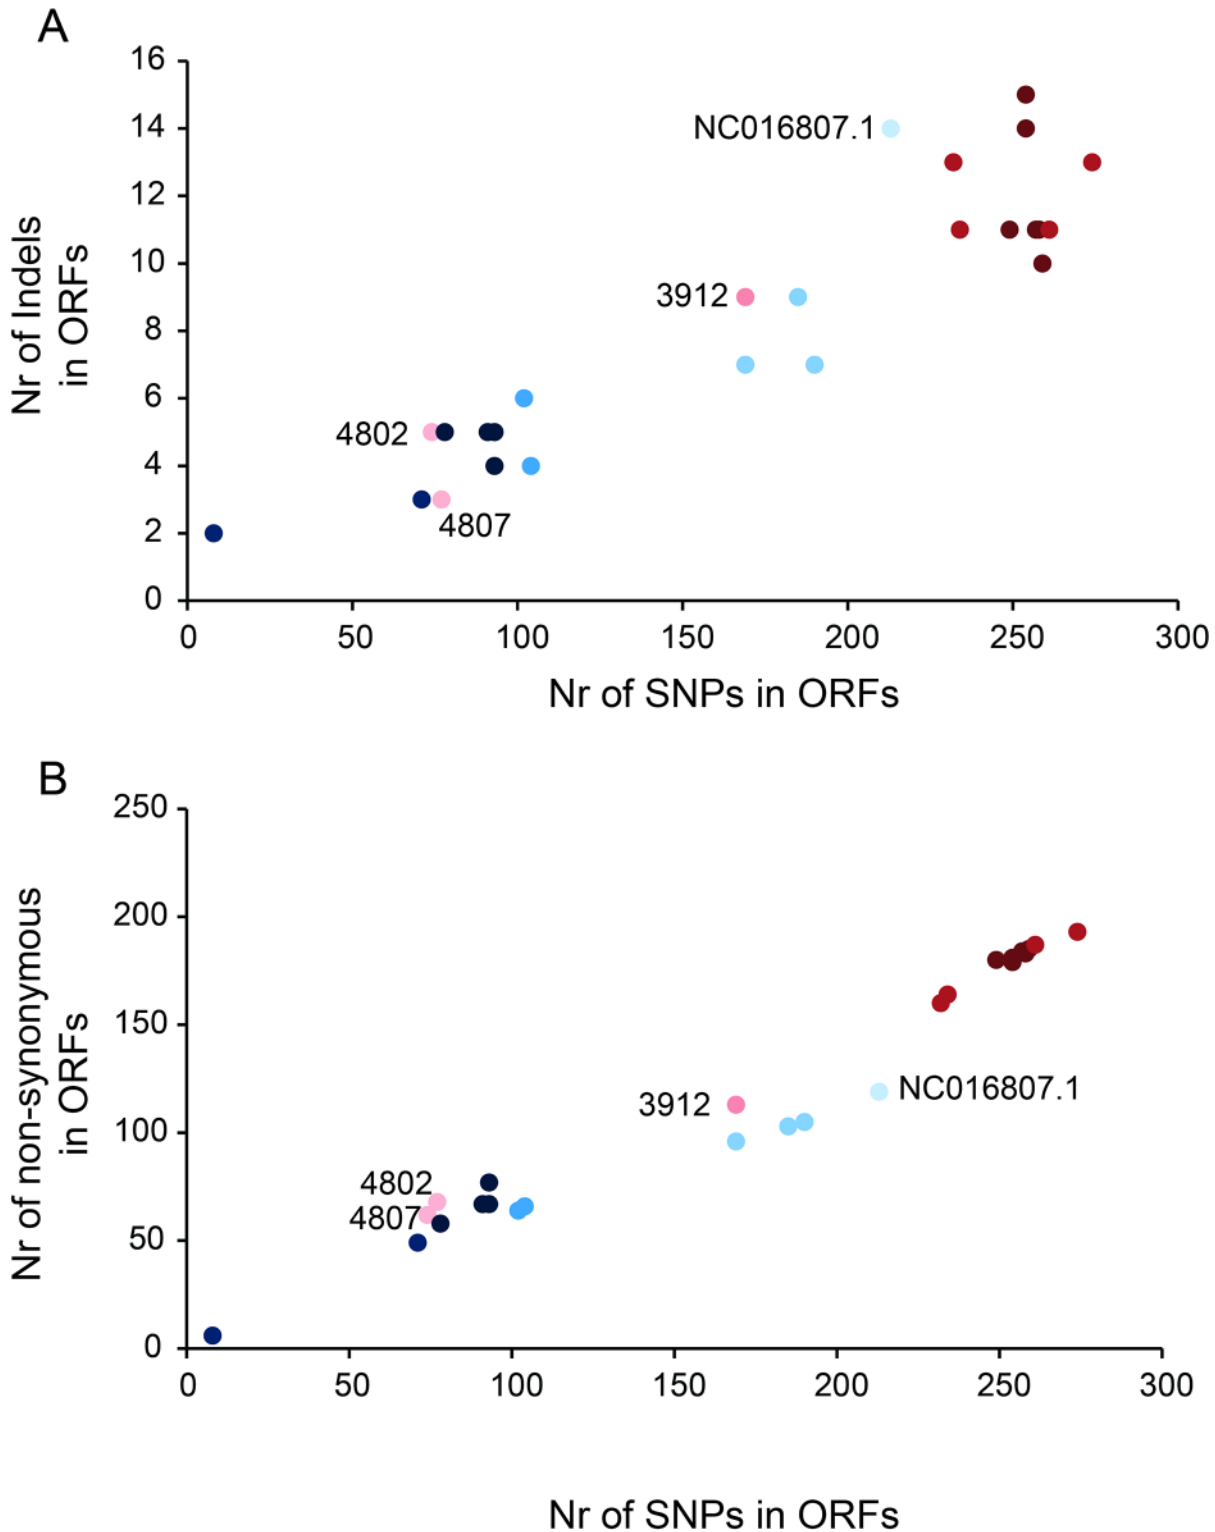 A
16
14
12
10
8
6
4
2
0
Nr of Indels
in ORFs
NC016807.1
3912
4802
4807
0 50 100 150 200 250 300
Nr of SNPs in ORFs
B
250
200
150
100
50
0
Nr of non-synonymous
in ORFs
NC016807.1
3912
4802
4807
0 50 100 150 200 250 300
Nr of SNPs in ORFs